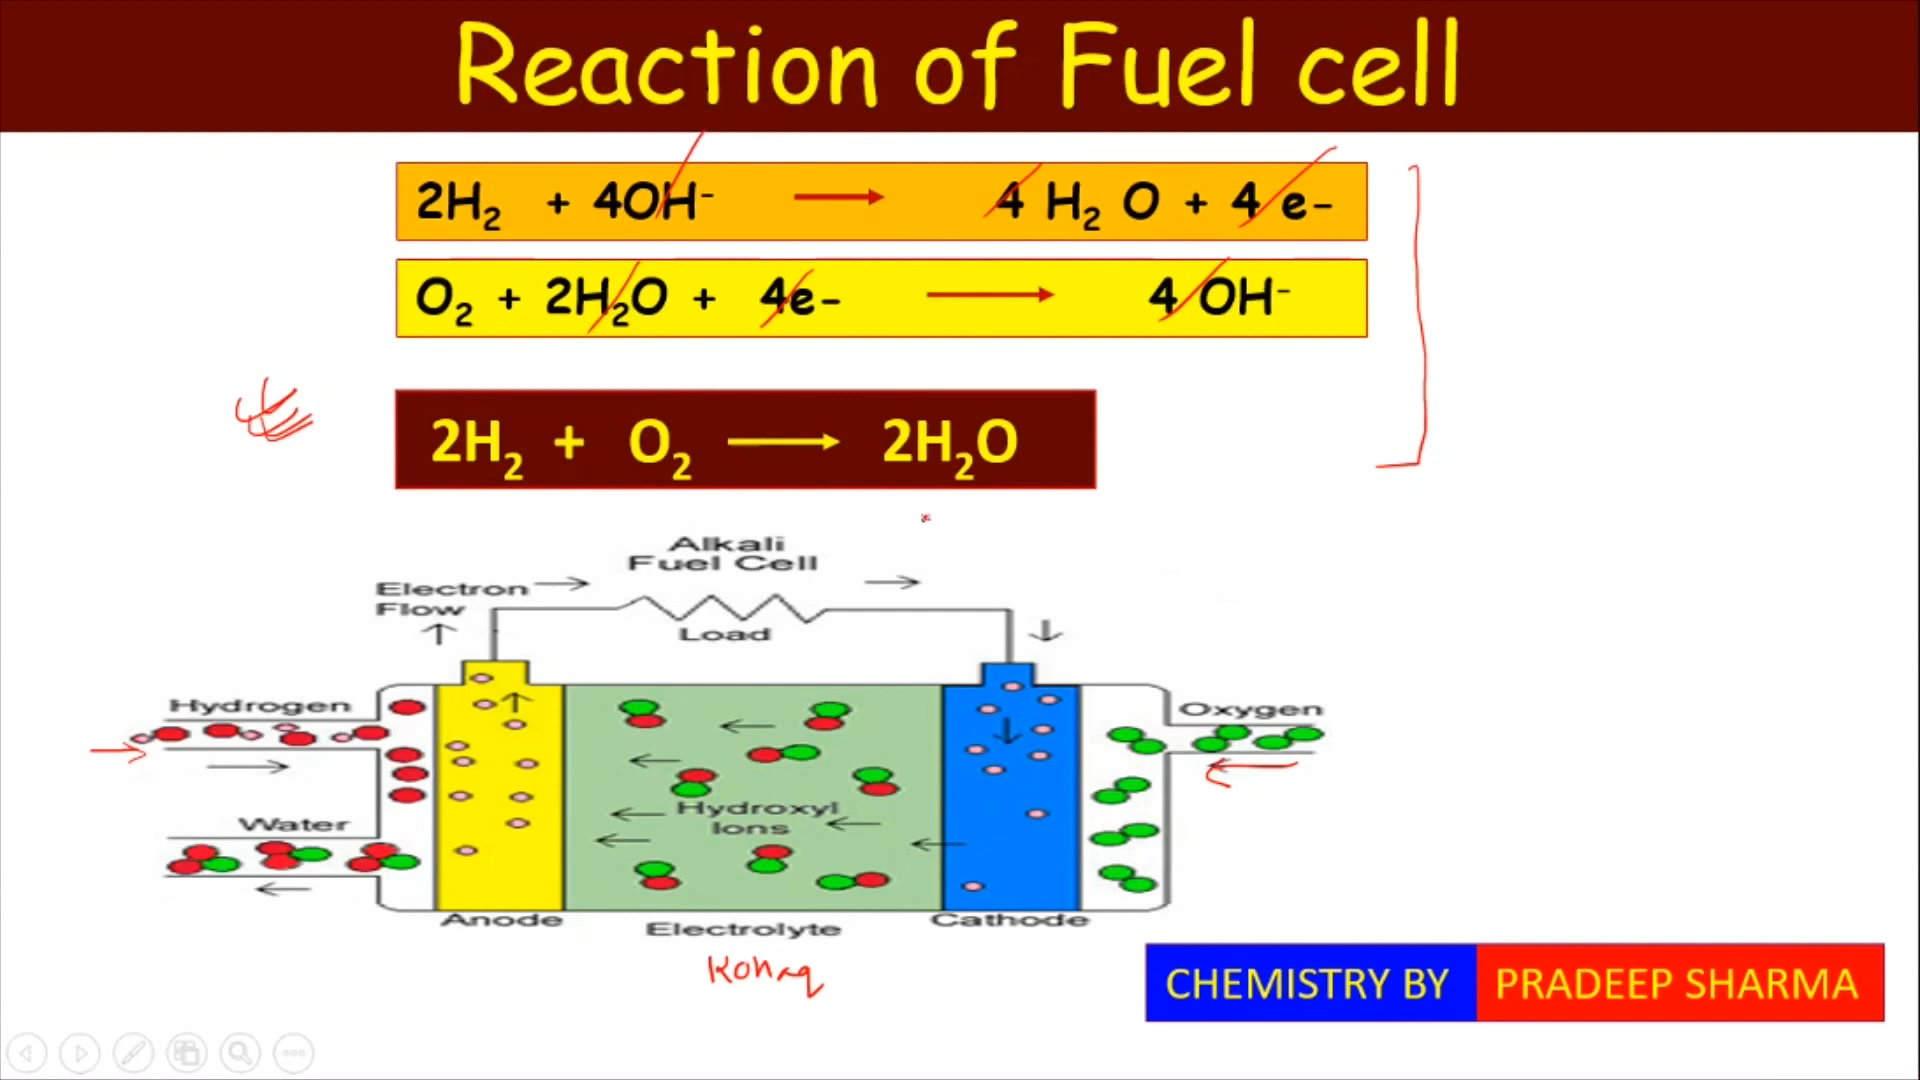 Reaction of Fuel cell
2H₂ + 4OH⁻ → 4 H₂ O + 4 e-
O₂ + 2H₂O + 4e- → 4 OH⁻
2H₂ + O₂ → 2H₂O
Alkali
Fuel Cell
Electron
Flow
Load
Hydrogen
Oxygen
Water
Hydroxyl
Ions
Anode
Electrolyte
Cathode
KOH aq
CHEMISTRY BY PRADEEP SHARMA